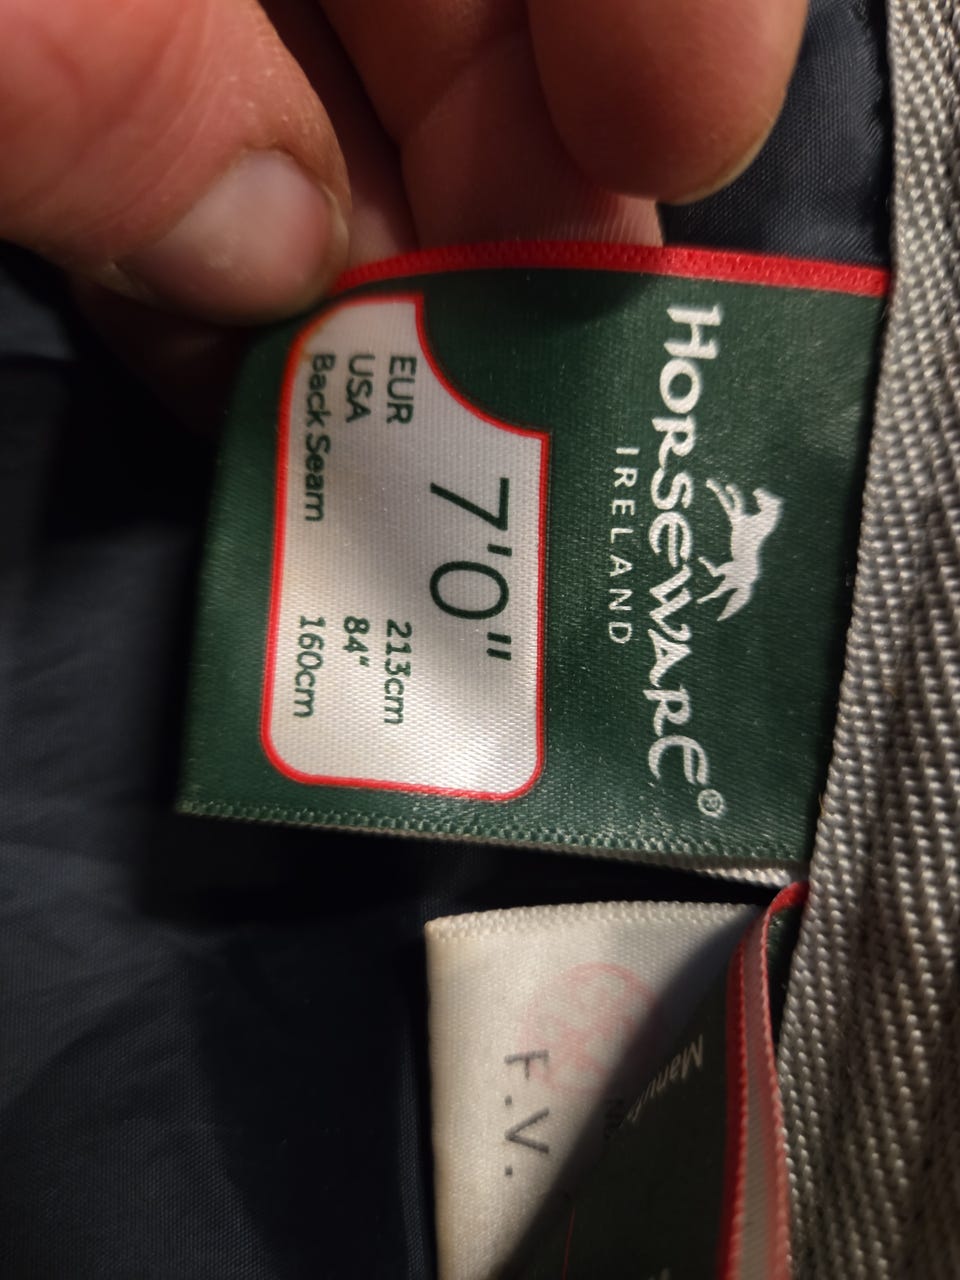 HORSEWARE®
IRELAND
7'0"
EUR 213cm
USA 84"
Back Seam 160cm
F.V.